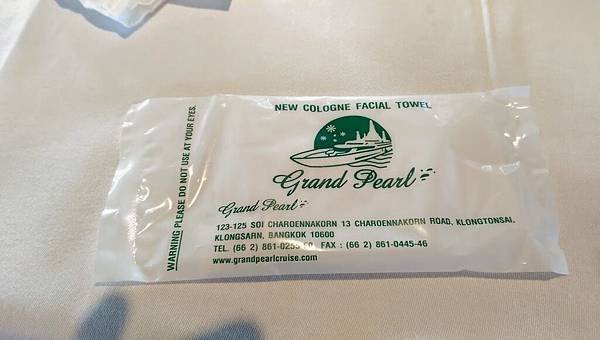 NEW COLOGNE FACIAL TOWEL
Grand Pearl
Grand Pearl
123-125 SOI CHAROENNAKORN 13 CHAROENNAKORN ROAD, KLONGTONSAI,
KLONGSARN, BANGKOK 10600
TEL. (66 2) FAX : (66 2) 861-0445-46
www.grandpearlcruise.com
WARNING PLEASE DO NOT USE AT YOUR EYES.